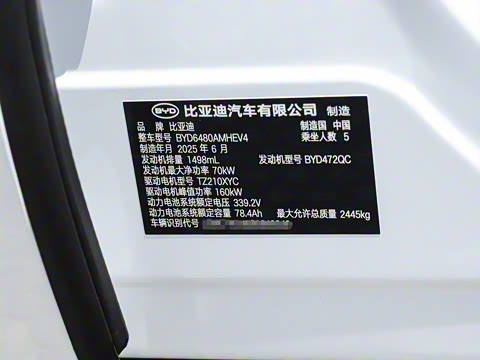 BYD 比亚迪汽车有限公司 制造
品 牌 比亚迪 制造国 中国
整车型号 BYD6480AMHEV4 乘坐人数 5
制造年月 2025 年 6 月
发动机排量 1498mL 发动机型号 BYD472QC
发动机最大净功率 70kW
驱动电机型号 TZ210XYC
驱动电机峰值功率 160kW
动力电池系统额定电压 339.2V
动力电池系统额定容量 78.4Ah 最大允许总质量 2445kg
车辆识别代号